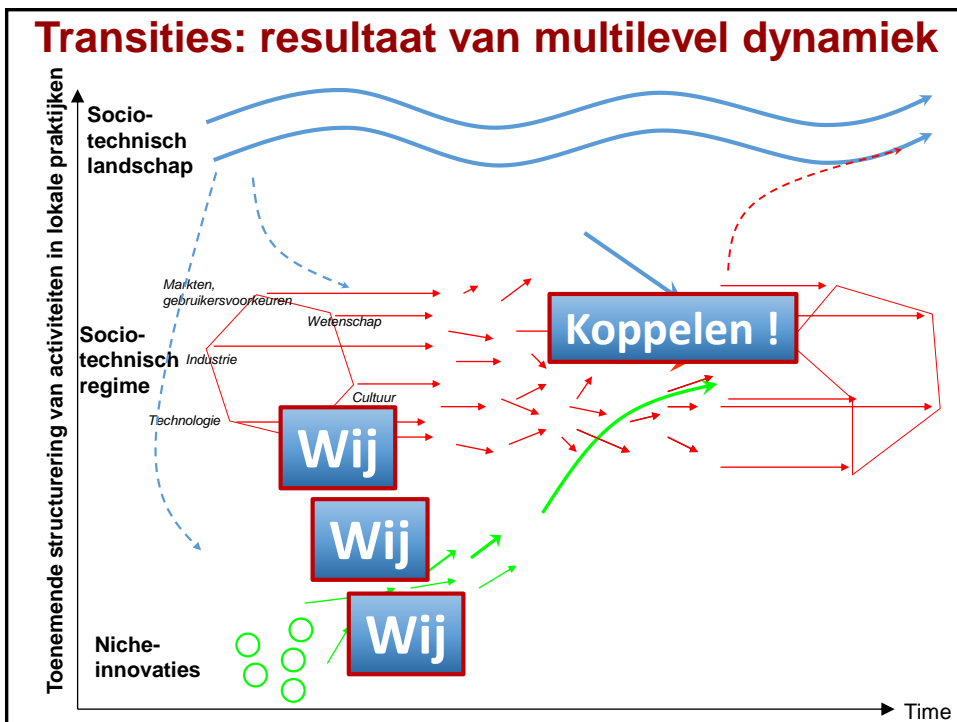 Transities: resultaat van multilevel dynamiek
Toenemende structurering van activiteiten in lokale praktijken
Socio-
technisch
landschap
Markten,
gebruikersvoorkeuren
Wetenschap
Koppelen !
Socio-
technisch
regime
Industrie
Cultuur
Technologie
Wij
Wij
Wij
Niche-
innovaties
Time